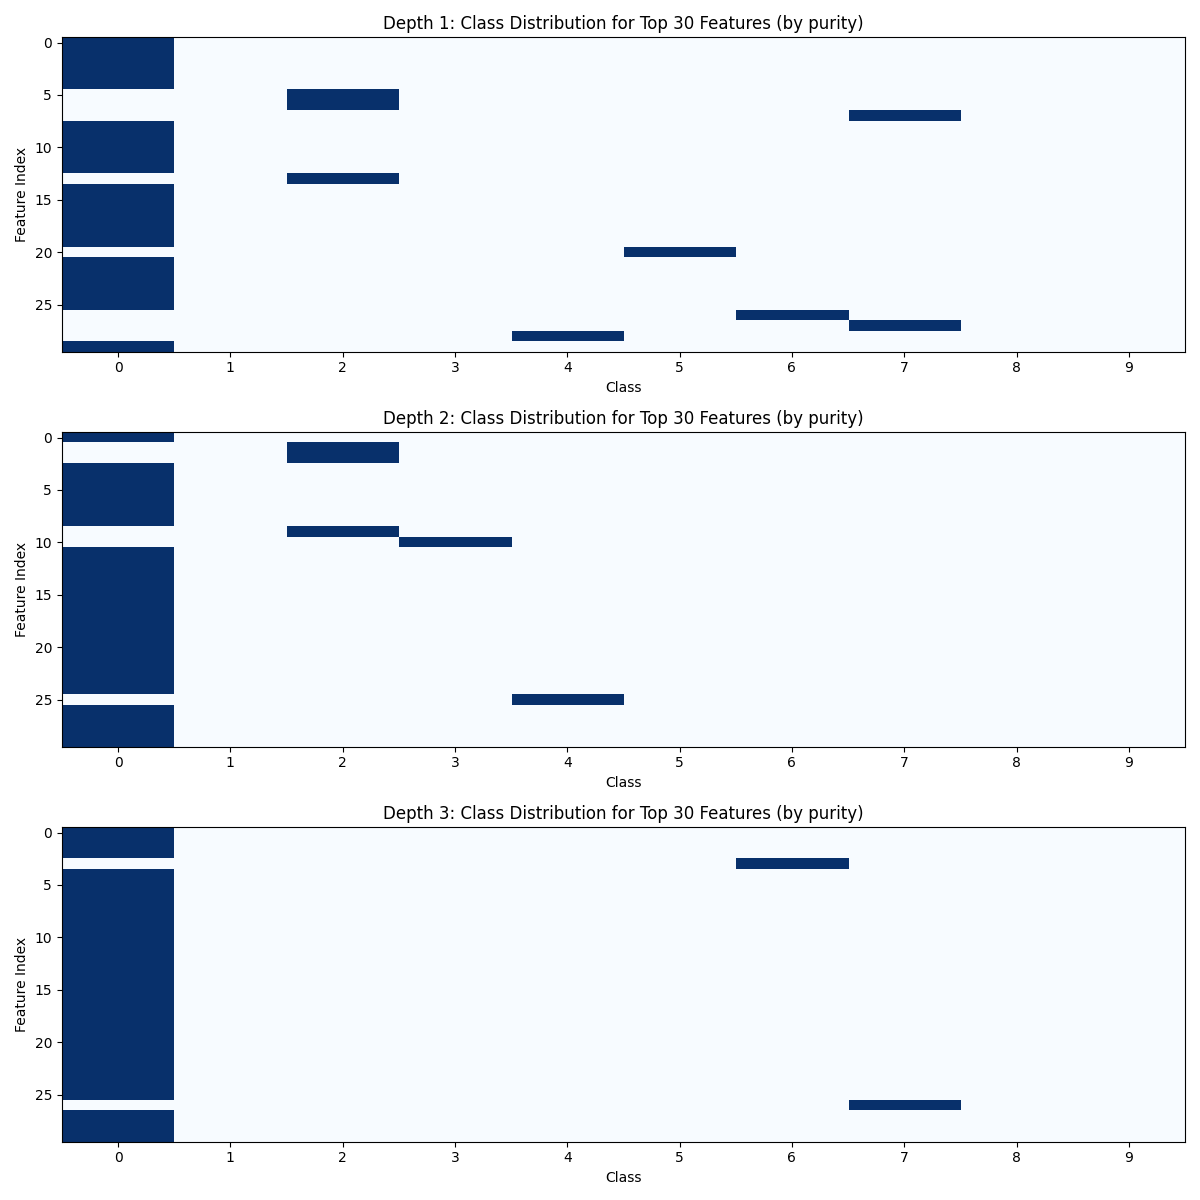 Depth 1: Class Distribution for Top 30 Features (by purity)
Feature Index
0
5
10
15
20
25
0 1 2 3 4 5 6 7 8 9
Class
Depth 2: Class Distribution for Top 30 Features (by purity)
Feature Index
0
5
10
15
20
25
0 1 2 3 4 5 6 7 8 9
Class
Depth 3: Class Distribution for Top 30 Features (by purity)
Feature Index
0
5
10
15
20
25
0 1 2 3 4 5 6 7 8 9
Class